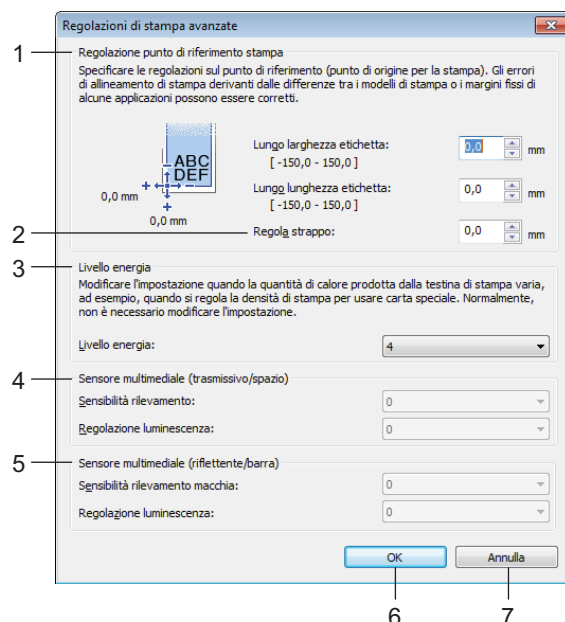 Regolazioni di stampa avanzate
1
Regolazione punto di riferimento stampa
Specificare le regolazioni sul punto di riferimento (punto di origine per la stampa). Gli errori
di allineamento di stampa derivanti dalle differenze tra i modelli di stampa o i margini fissi di
alcune applicazioni possono essere corretti.
ABC
DEF
0,0 mm
0,0 mm
Lungo larghezza etichetta:
0,0 mm
[ -150,0 - 150,0 ]
Lungo lunghezza etichetta:
0,0 mm
[ -150,0 - 150,0 ]
2
Regola strappo:
0,0 mm
3
Livello energia
Modificare l'impostazione quando la quantità di calore prodotta dalla testina di stampa varia,
ad esempio, quando si regola la densità di stampa per usare carta speciale. Normalmente,
non è necessario modificare l'impostazione.
Livello energia:
4
4
Sensore multimediale (trasmissivo/spazio)
Sensibilità rilevamento:
0
Regolazione luminescenza:
0
5
Sensore multimediale (riflettente/barra)
Sensibilità rilevamento macchia:
0
Regolazione luminescenza:
0
OK
Annulla
6
7